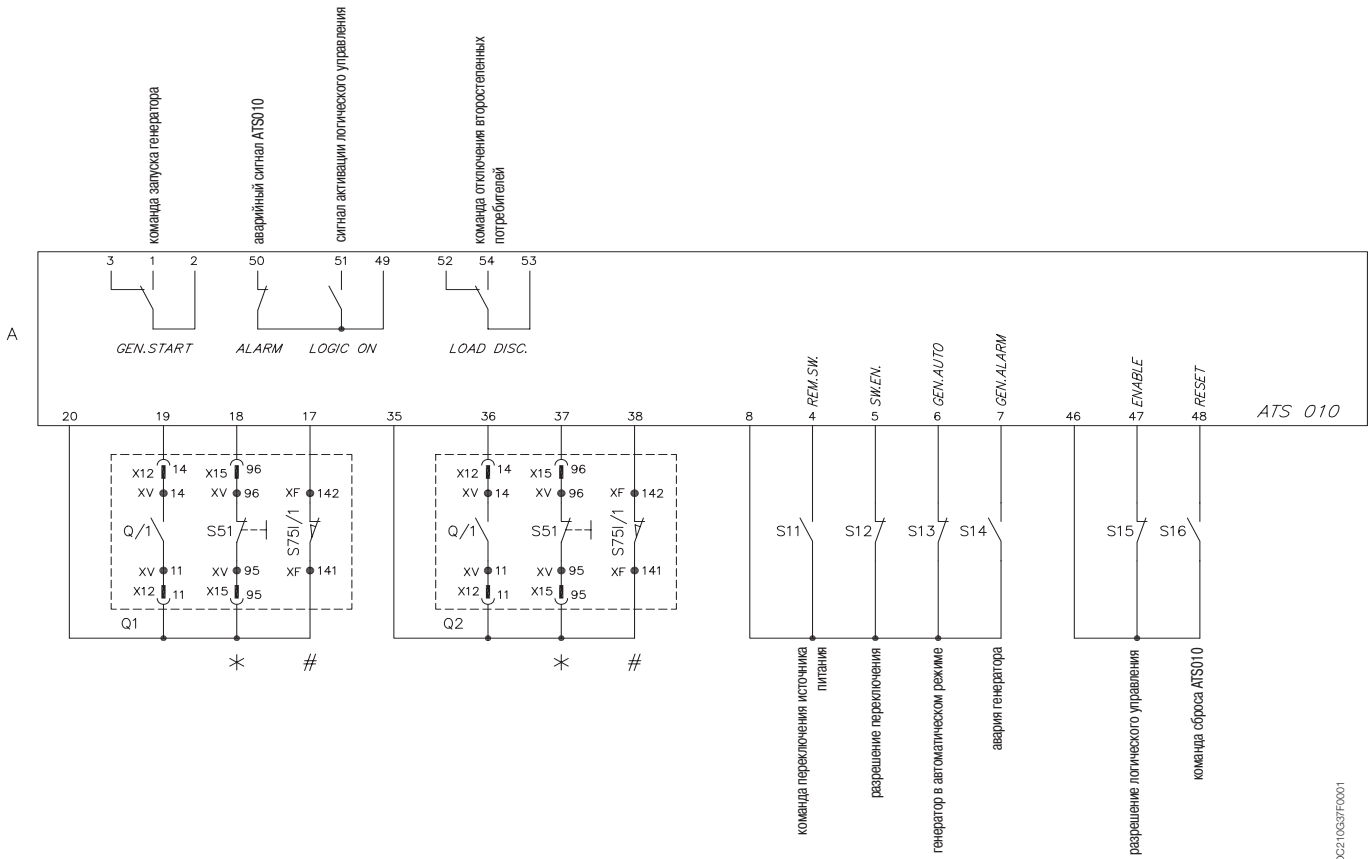 команда запуска генератора
аварийный сигнал ATS010
сигнал активации логического управления
команда отключения второстепенных
потребителей
3 1 2 50 51 49 52 54 53
A
GEN.START ALARM LOGIC ON LOAD DISC.
REM.SW. SW.EN. GEN.AUTO GEN.ALARM ENABLE RESET
ATS 010
20 19 18 17 35 36 37 38 8 4 5 6 7 46 47 48
X12 14 X15 96 X12 14 X15 96
XV 14 XV 96 XF 142 XV 14 XV 96 XF 142
Q/1 S51 S75I/1 Q/1 S51 S75I/1 S11 S12 S13 S14 S15 S16
XV 11 XV 95 XF 141 XV 11 XV 95 XF 141
X12 11 X15 95 X12 11 X15 95
Q1 Q2
* # * #
команда переключения источника
питания
разрешение переключения
генератор в автоматическом режиме
авария генератора
разрешение логического управления
команда сброса ATS010